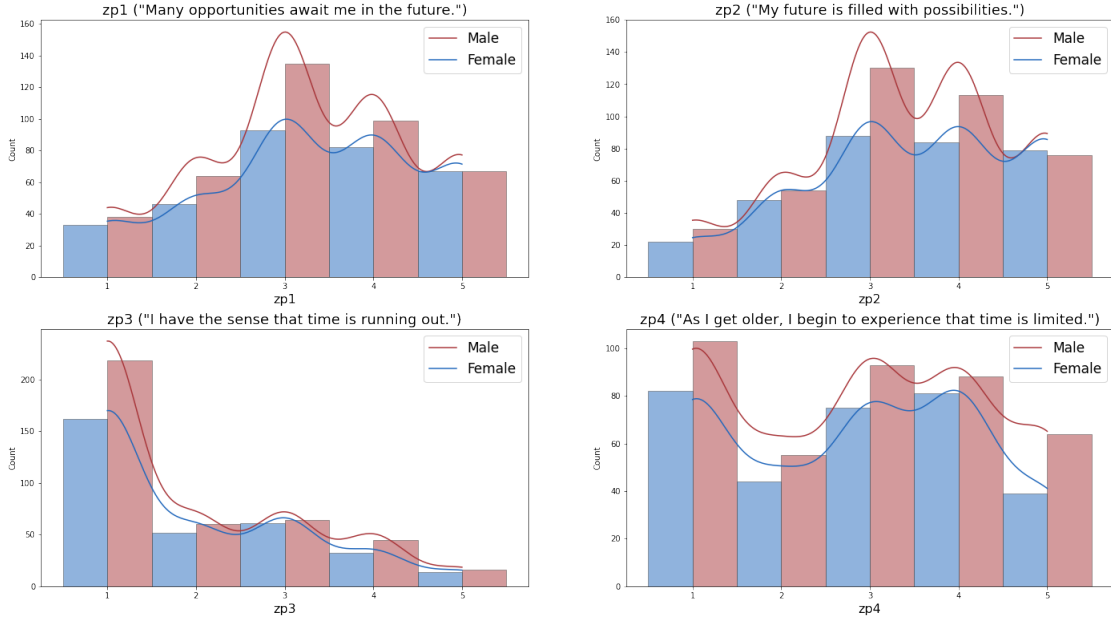 zp1 ("Many opportunities await me in the future.")
160
140
120
100
80
60
40
20
0
Count
Male
Female
1 2 3 4 5
zp1
zp2 ("My future is filled with possibilities.")
160
140
120
100
80
60
40
20
0
Count
Male
Female
1 2 3 4 5
zp2
zp3 ("I have the sense that time is running out.")
200
150
100
50
0
Count
Male
Female
1 2 3 4 5
zp3
zp4 ("As I get older, I begin to experience that time is limited.")
100
80
60
40
20
0
Count
Male
Female
1 2 3 4 5
zp4